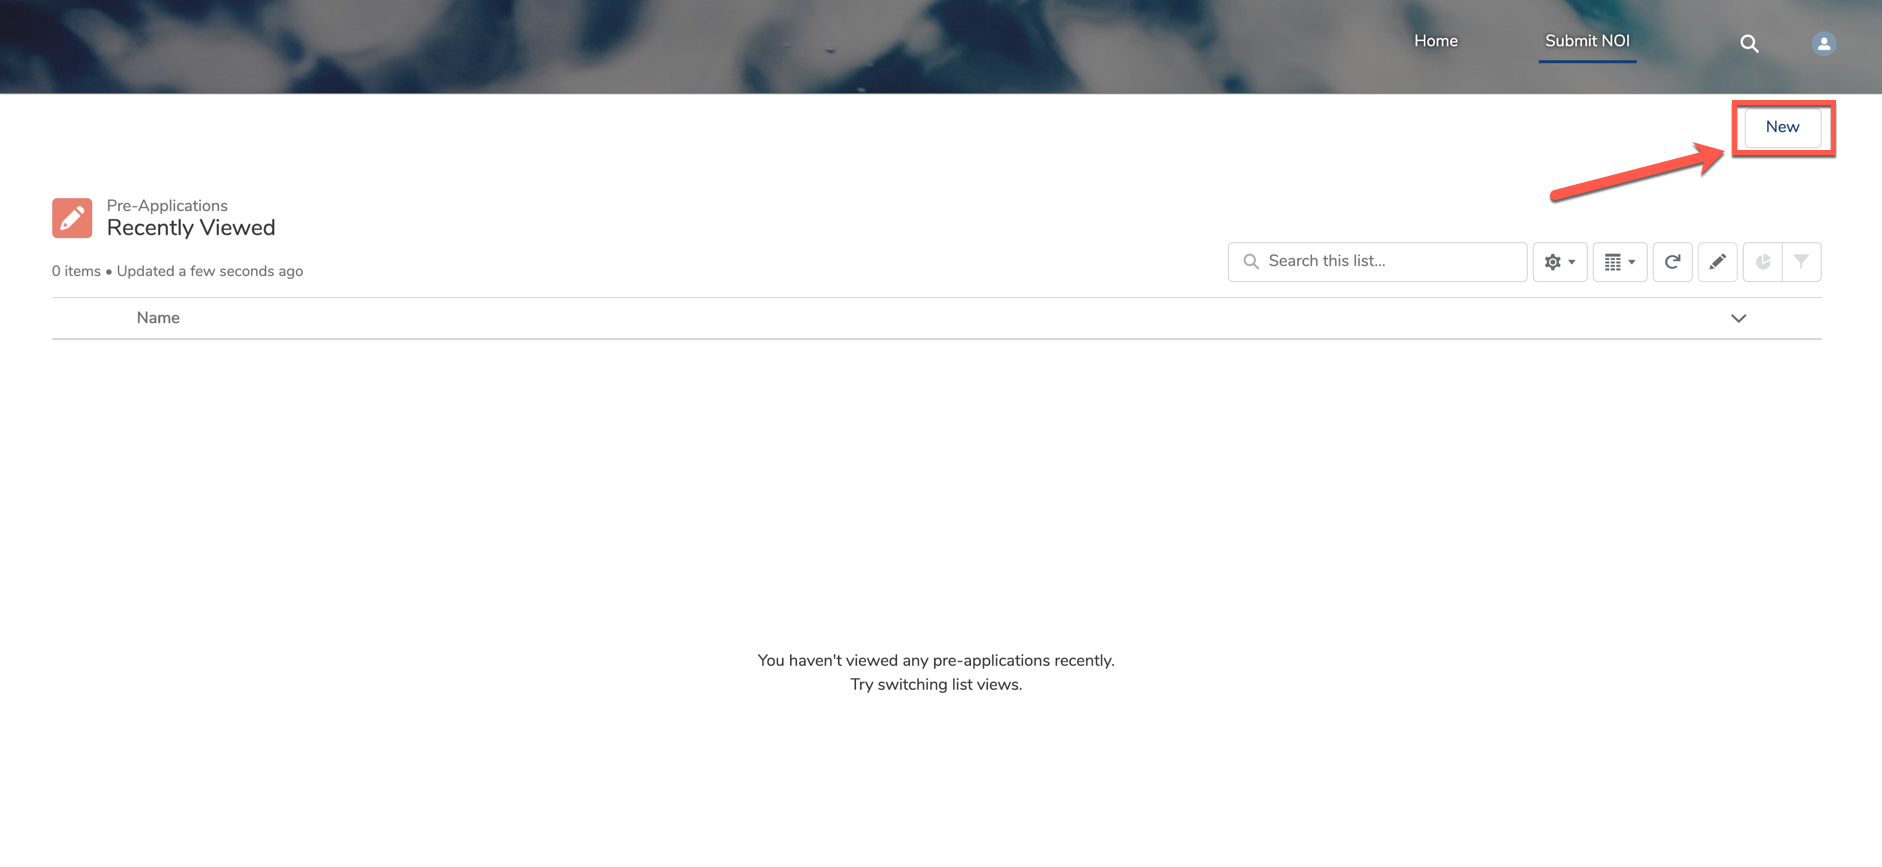 Home
Submit NOI
New
Pre-Applications
Recently Viewed
0 items • Updated a few seconds ago
Search this list...
Name
You haven't viewed any pre-applications recently.
Try switching list views.